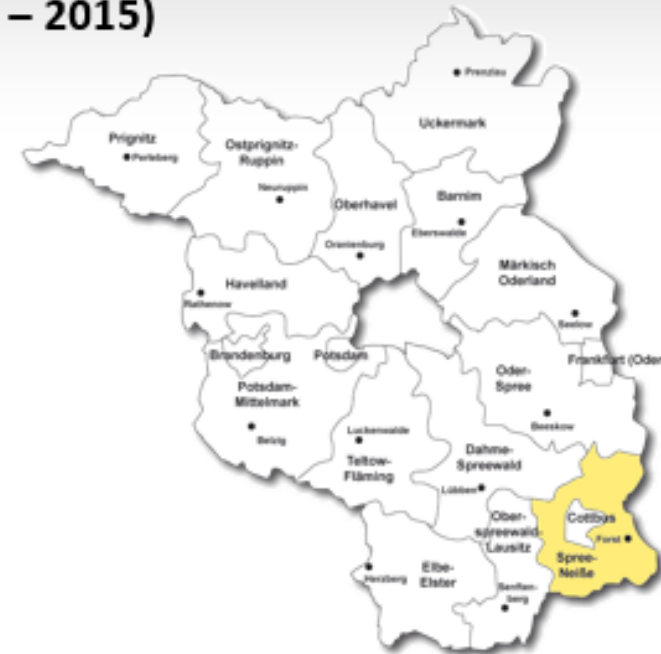 – 2015)
Prenzlau
Uckermark
Prignitz
Perleberg
Ostprignitz-
Ruppin
Neuruppin
Oberhavel
Oranienburg
Barnim
Eberswalde
Märkisch
Oderland
Seelow
Havelland
Rathenow
Brandenburg
Potsdam
Potsdam-
Mittelmark
Belzig
Oder-
Spree
Frankfurt (Oder
Beeskow
Luckenwalde
Teltow-
Fläming
Dahme-
Spreewald
Lübben
Ober-
spreewald-
Lausitz
Cottbus
Forst
Spree-
Neiße
Herzberg
Elbe-
Elster
Senften-
berg